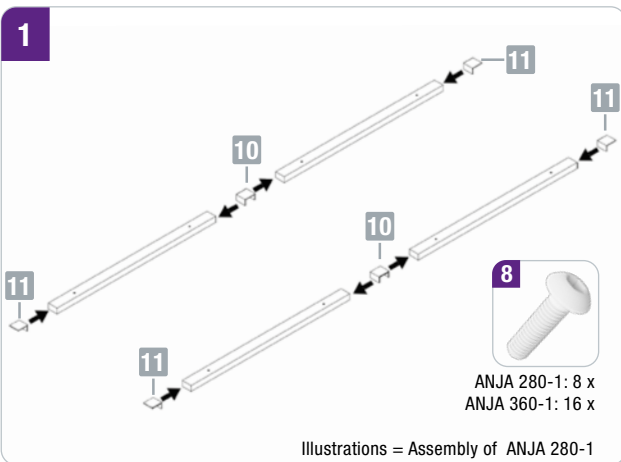 1
11
11
10
10
11
11
8
ANJA 280-1: 8 x
ANJA 360-1: 16 x
Illustrations = Assembly of ANJA 280-1